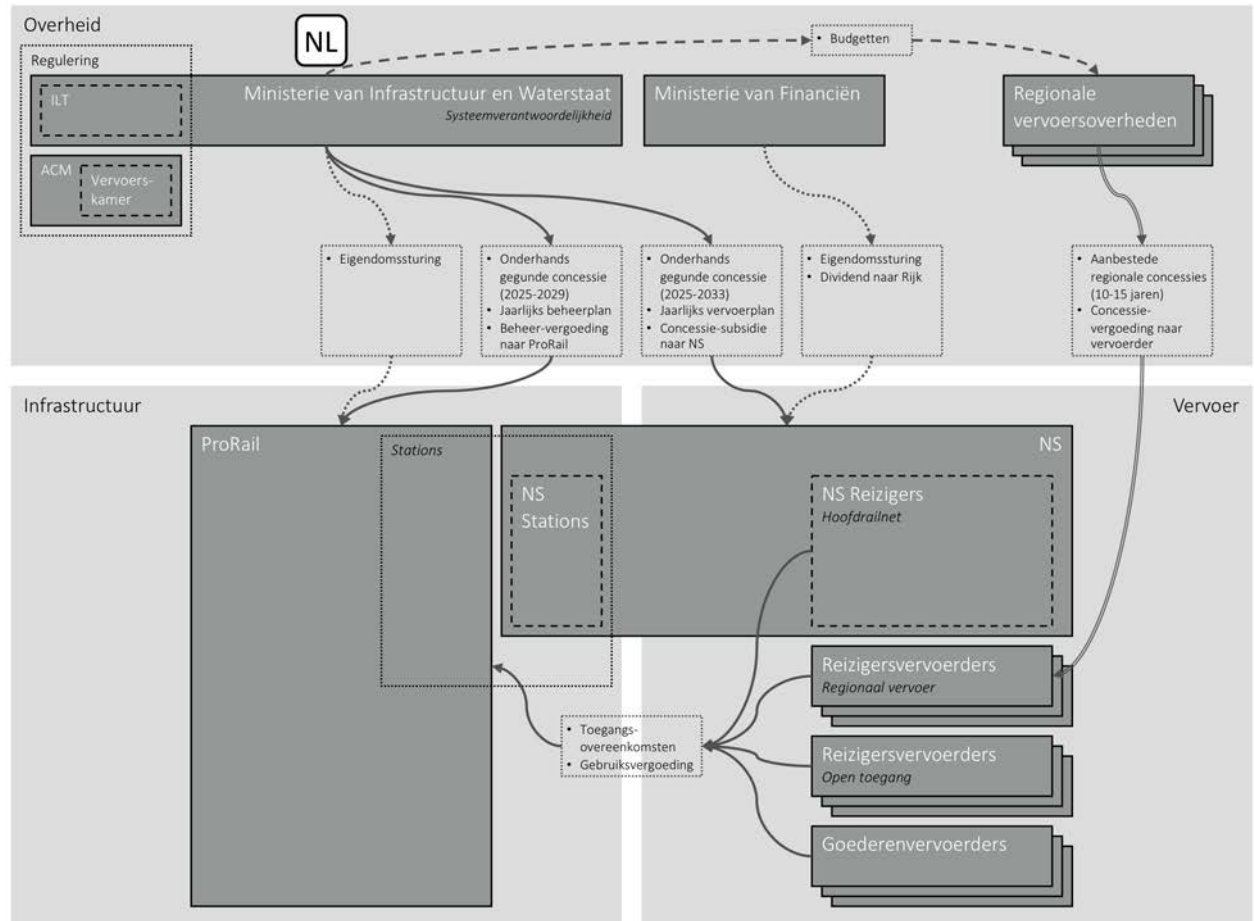 Overheid
NL
• Budgetten
Regulering
ILT
Ministerie van Infrastructuur en Waterstaat
Systeemverantwoordelijkheid
Ministerie van Financiën
Regionale
vervoersoverheden
ACM
Vervoers-
kamer
• Eigendomssturing
• Onderhands
gegunde concessie
(2025-2029)
• Jaarlijks beheerplan
• Beheer-vergoeding
naar ProRail
• Onderhands
gegunde concessie
(2025-2033)
• Jaarlijks vervoerplan
• Concessie-subsidie
naar NS
• Eigendomssturing
• Dividend naar Rijk
• Aanbestede
regionale concessies
(10-15 jaren)
• Concessie-
vergoeding naar
vervoerder
Infrastructuur
Vervoer
ProRail
Stations
NS
NS
Stations
NS Reizigers
Hoofdrailnet
Reizigersvervoerders
Regionaal vervoer
• Toegangs-
overeenkomsten
• Gebruiksvergoeding
Reizigersvervoerders
Open toegang
Goederenvervoerders